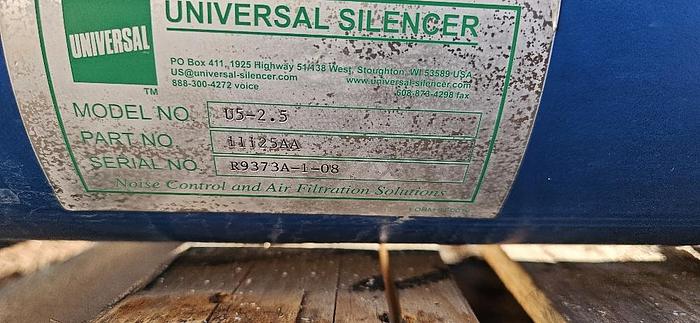 UNIVERSAL
UNIVERSAL SILENCER
TM
PO Box 411, 1925 Highway 51/138 West, Stoughton, WI 53589 USA
US@universal-silencer.com www.universal-silencer.com
888-300-4272 voice 608-873-4298 fax
MODEL NO. U5-2.5
PART NO. 11125AA
SERIAL NO. R9373A-1-08
Noise Control and Air Filtration Solutions